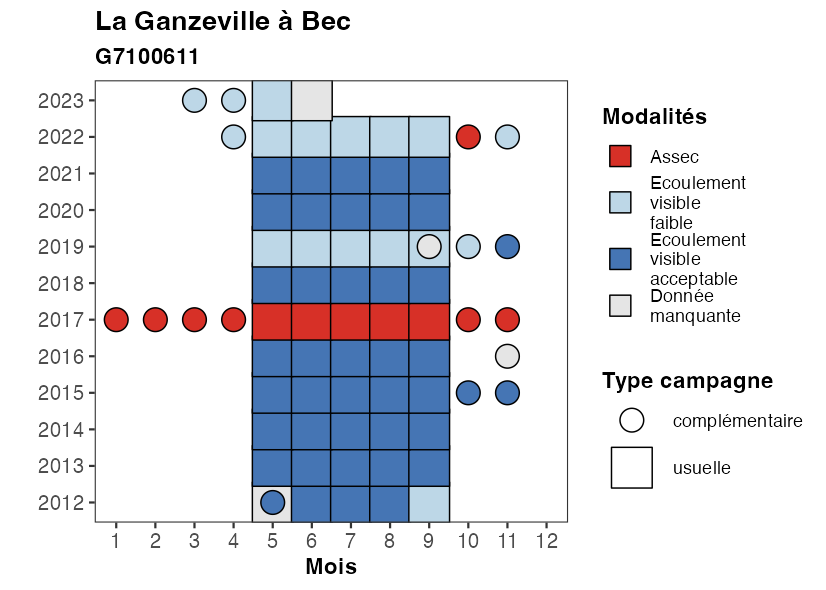 La Ganzeville à Bec
G7100611
2023
2022
2021
2020
2019
2018
2017
2016
2015
2014
2013
2012
1 2 3 4 5 6 7 8 9 10 11 12
Mois
Modalités
Assec
Ecoulement
visible
faible
Ecoulement
visible
acceptable
Donnée
manquante
Type campagne
complémentaire
usuelle